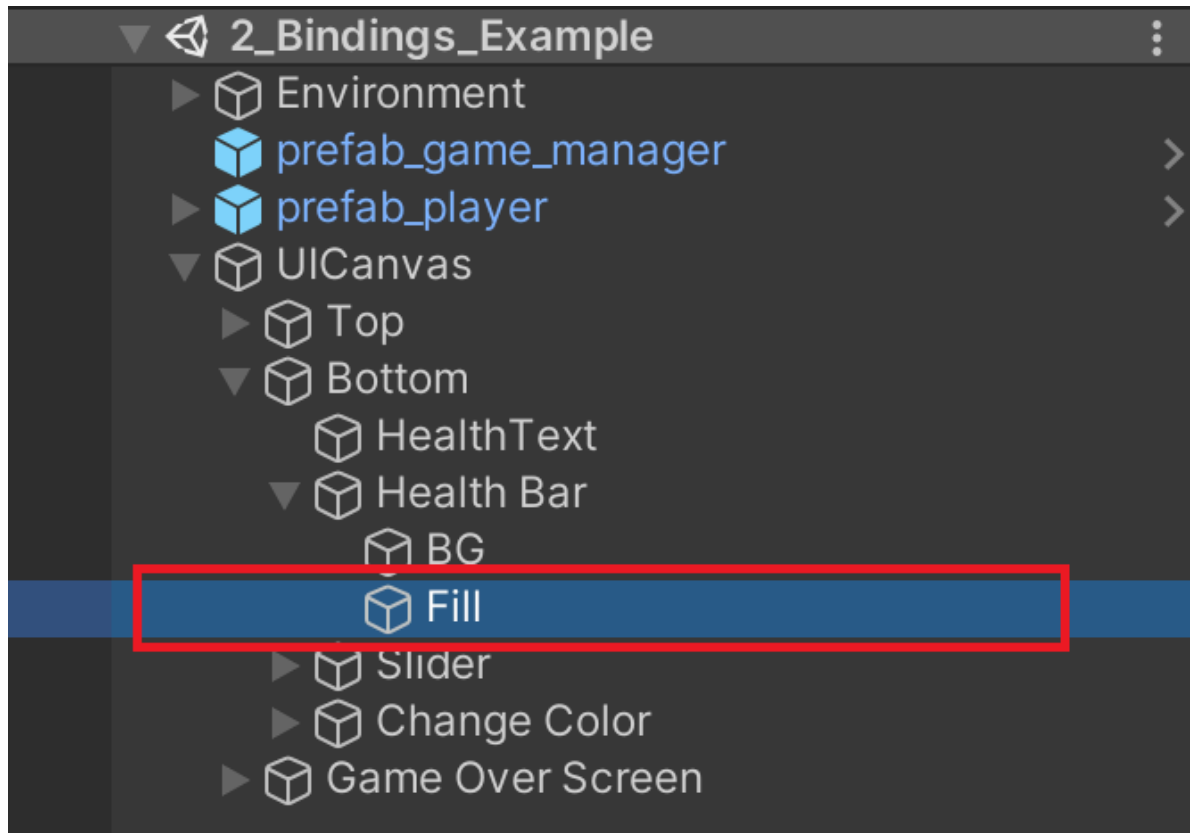 2_Bindings_Example
Environment
prefab_game_manager
prefab_player
UICanvas
Top
Bottom
HealthText
Health Bar
BG
Fill
Slider
Change Color
Game Over Screen